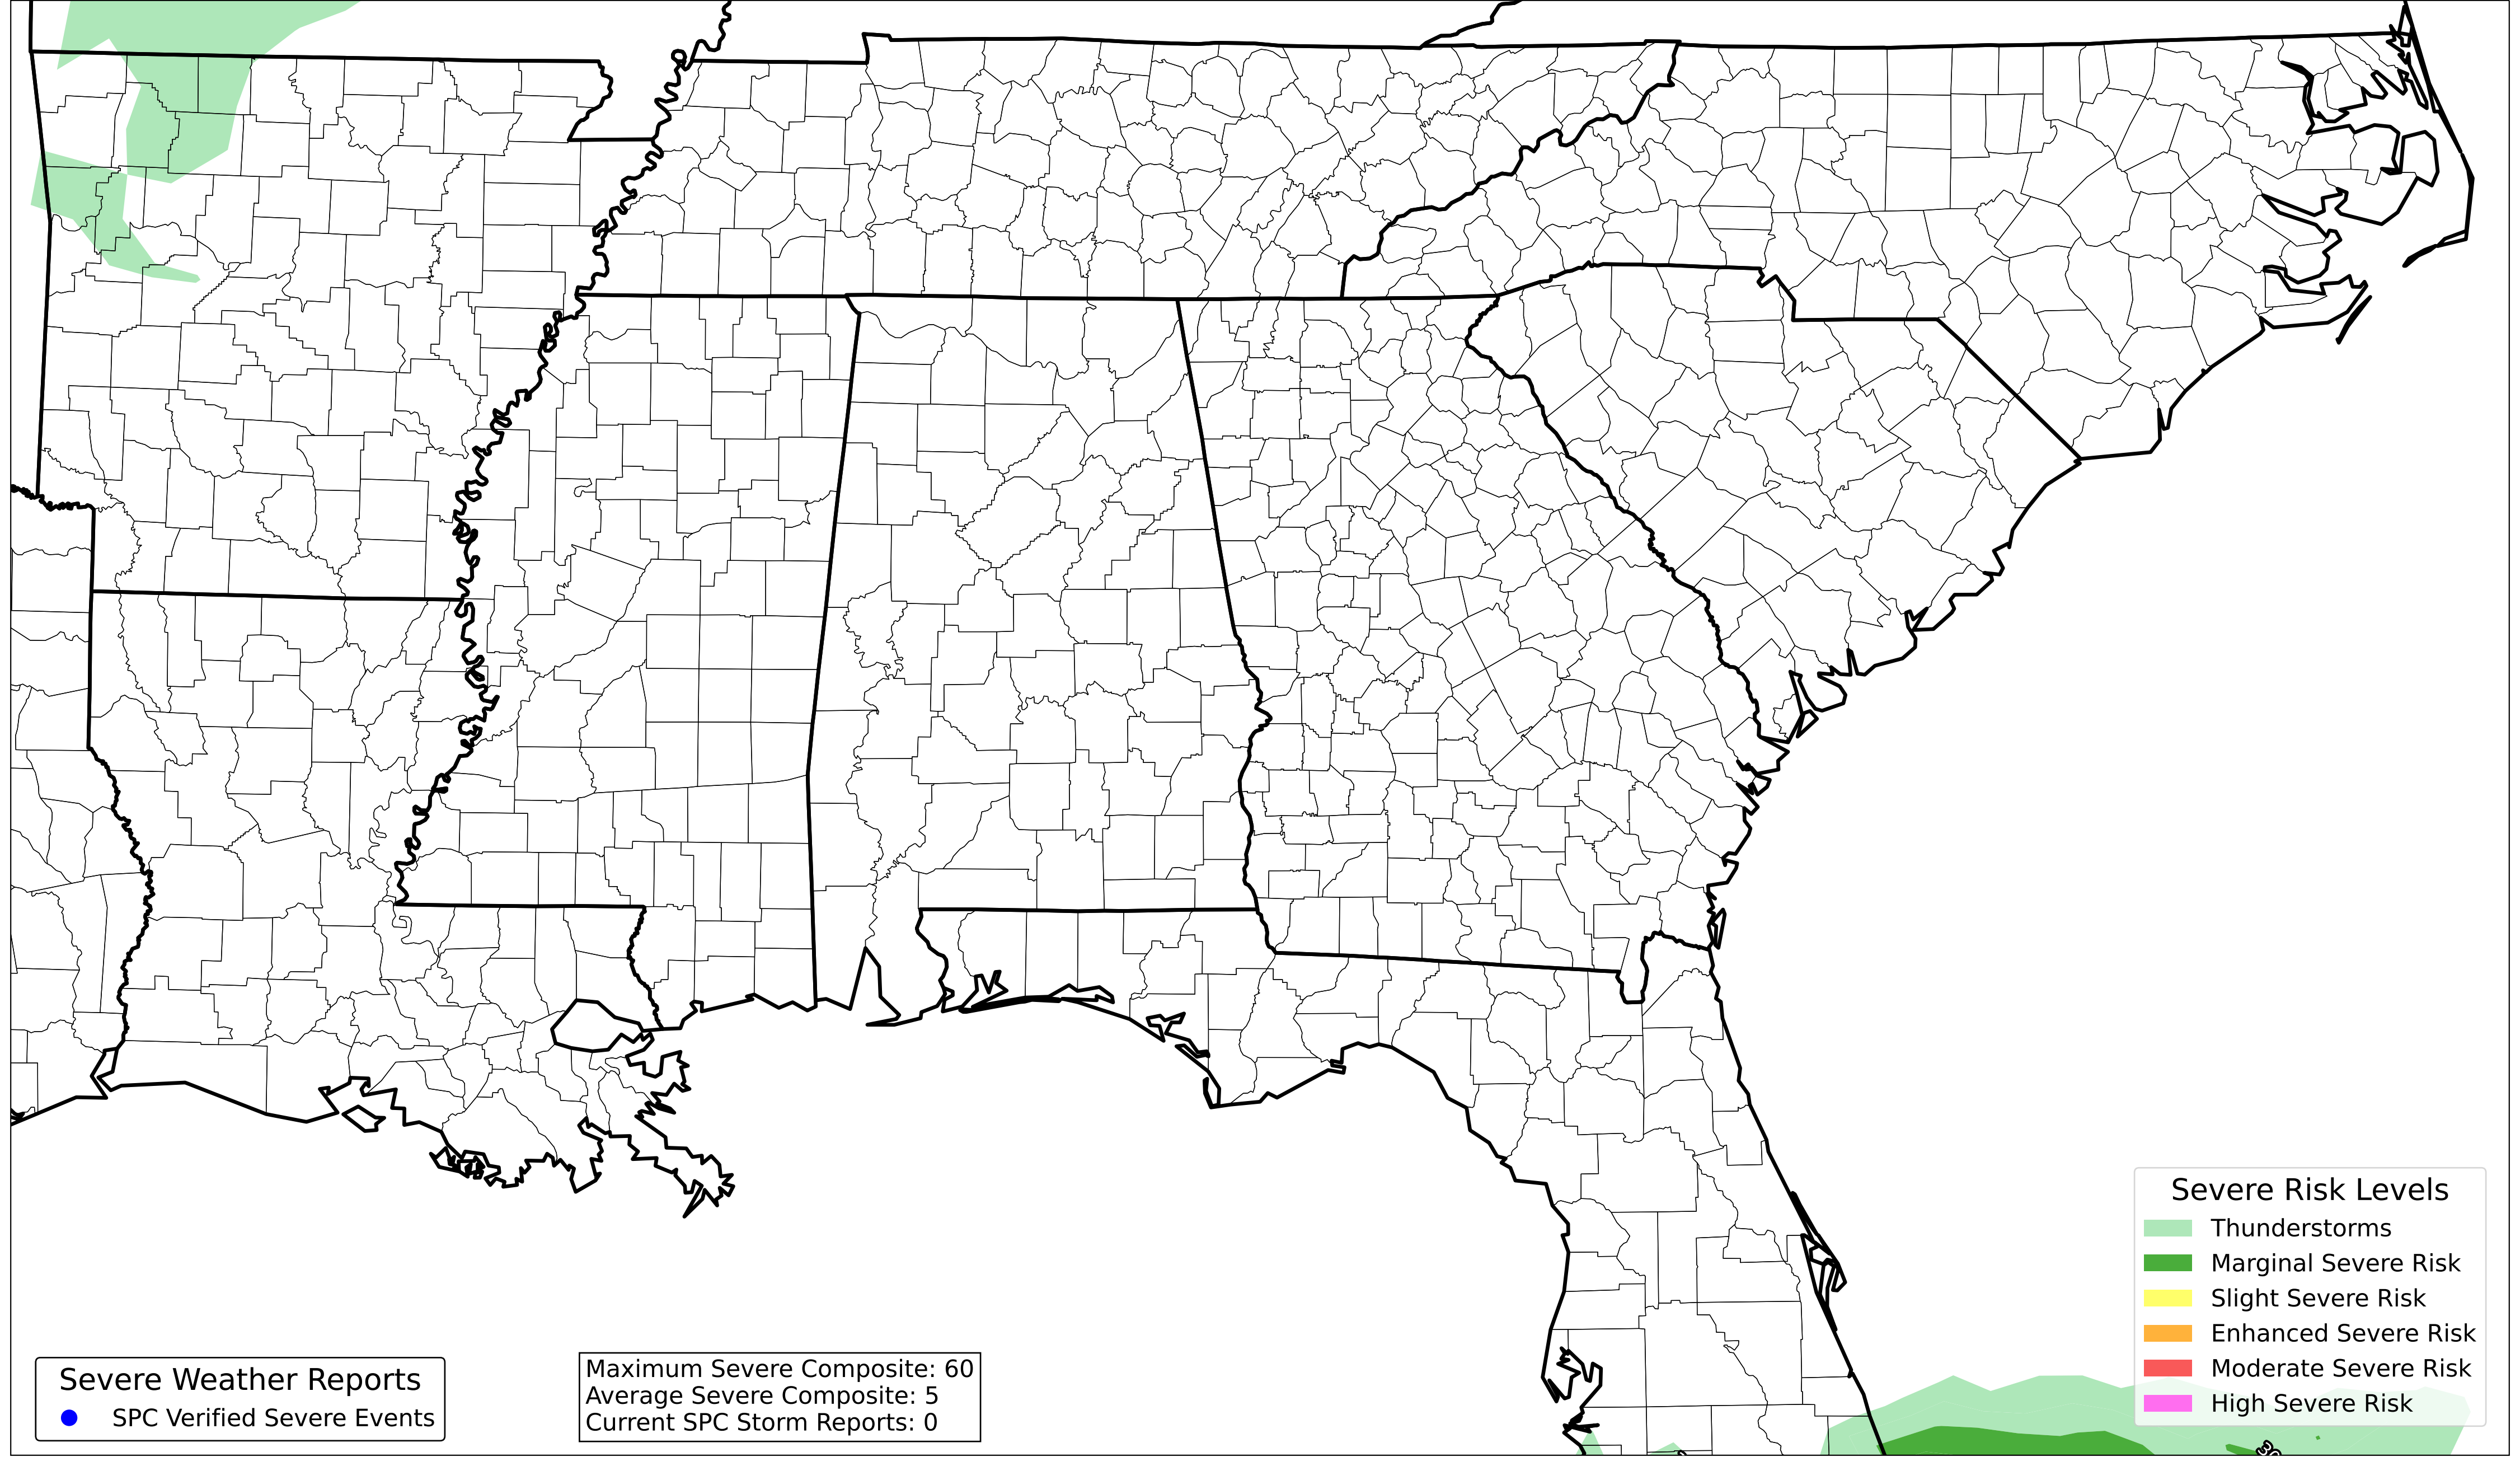 Severe Risk Levels
Thunderstorms
Marginal Severe Risk
Slight Severe Risk
Enhanced Severe Risk
Moderate Severe Risk
High Severe Risk
Severe Weather Reports
SPC Verified Severe Events
Maximum Severe Composite: 60
Average Severe Composite: 5
Current SPC Storm Reports: 0